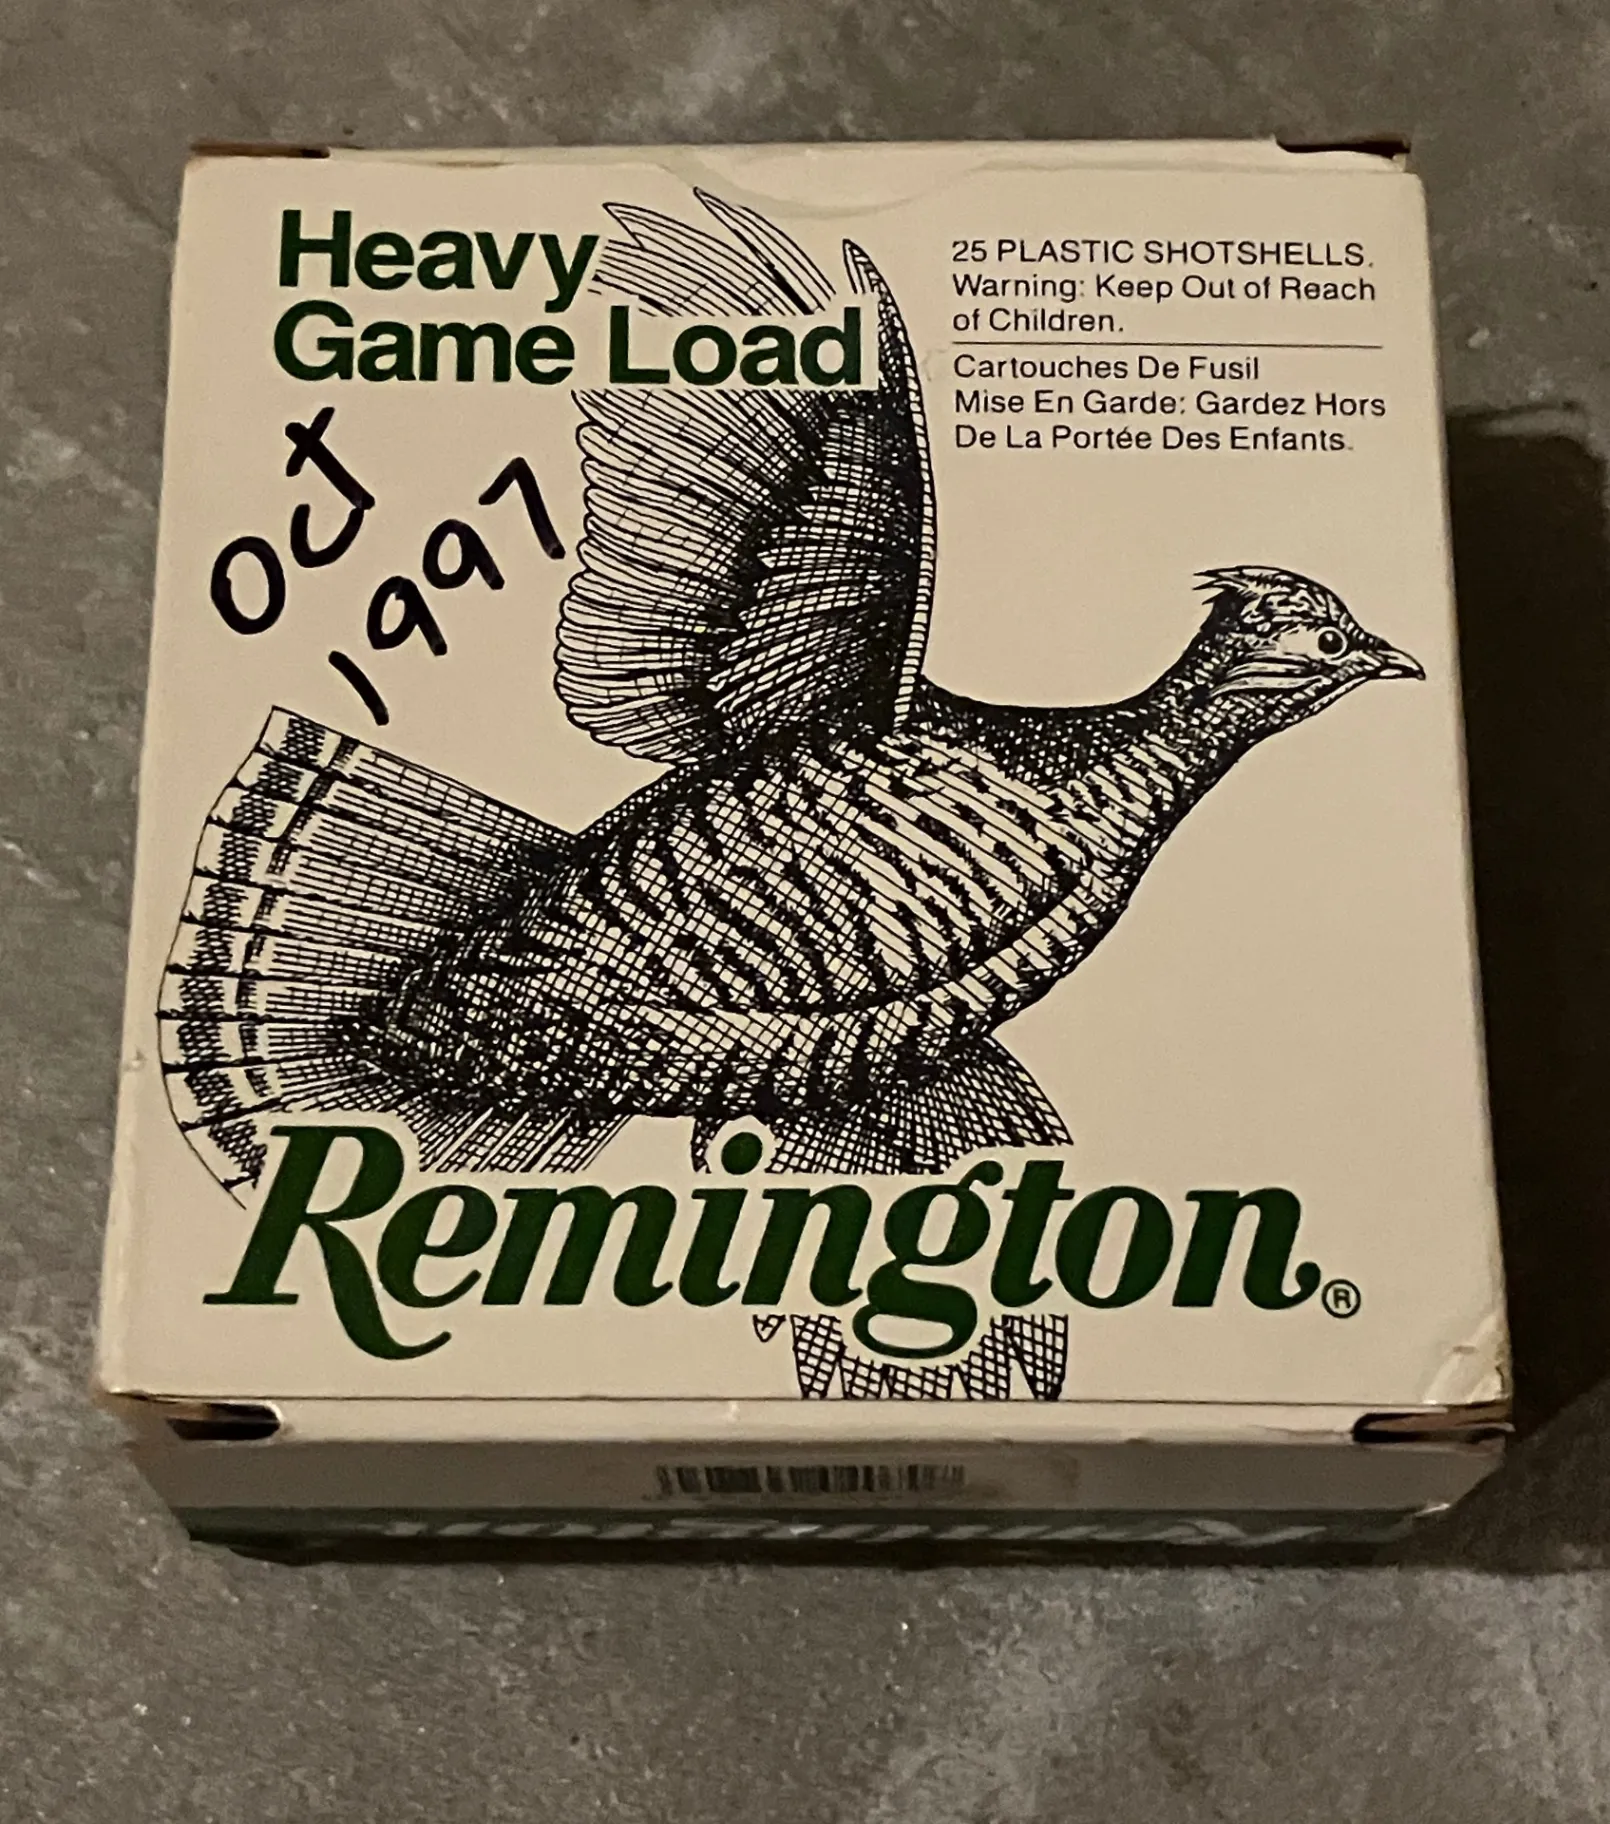 Heavy
Game Load
25 PLASTIC SHOTSHELLS.
Warning: Keep Out of Reach
of Children.
Cartouches De Fusil
Mise En Garde: Gardez Hors
De La Portée Des Enfants.
Oct
1997
Remington®